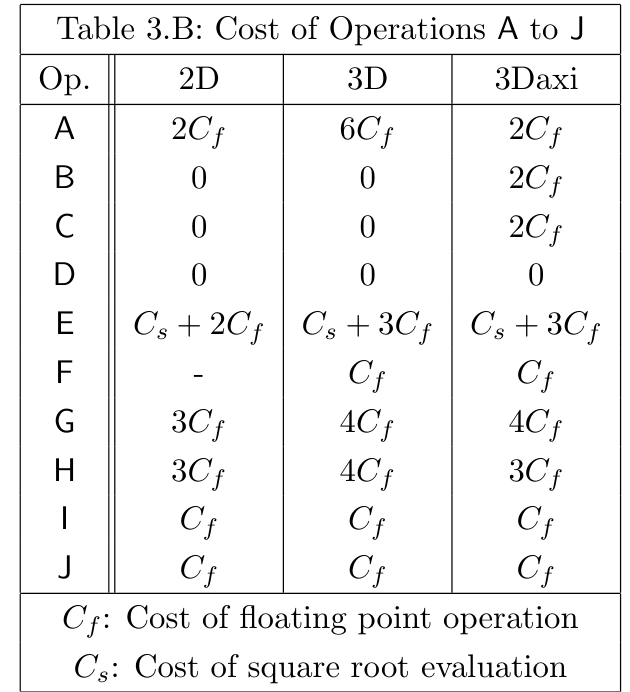 Table 3.B: Cost of Operations A to J
Op. 2D 3D 3Daxi
A 2C_f 6C_f 2C_f
B 0 0 2C_f
C 0 0 2C_f
D 0 0 0
E C_s + 2C_f C_s + 3C_f C_s + 3C_f
F - C_f C_f
G 3C_f 4C_f 4C_f
H 3C_f 4C_f 3C_f
I C_f C_f C_f
J C_f C_f C_f
C_f: Cost of floating point operation
C_s: Cost of square root evaluation